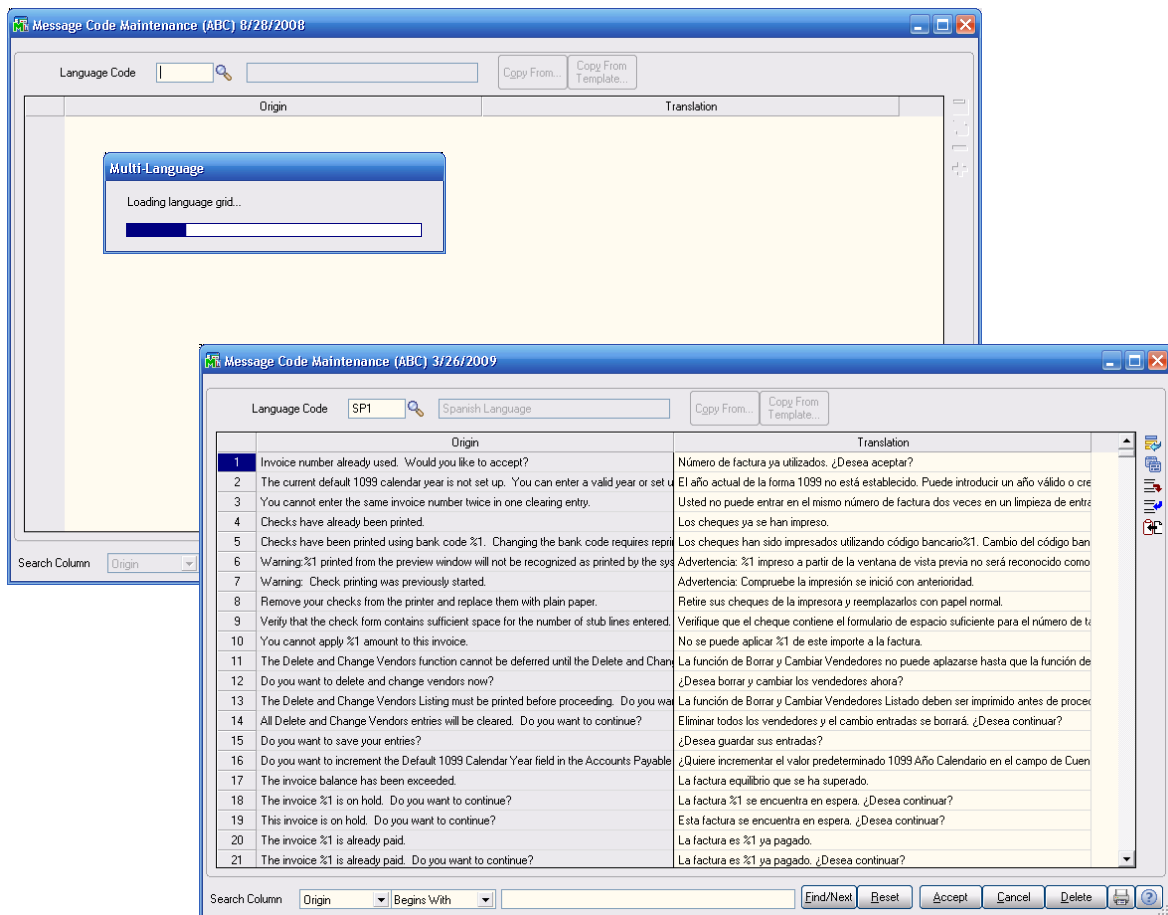 Message Code Maintenance (ABC) 8/28/2008
Language Code
Copy From...
Copy From Template...
Origin Translation
Multi-Language
Loading language grid...
Search Column Origin
Message Code Maintenance (ABC) 3/26/2009
Language Code SP1 Spanish Language
Copy From...
Copy From Template...
Origin Translation
1 Invoice number already used. Would you like to accept? Número de factura ya utilizados. ¿Desea aceptar?
2 The current default 1099 calendar year is not set up. You can enter a valid year or set u El año actual de la forma 1099 no está establecido. Puede introducir un año válido o cre
3 You cannot enter the same invoice number twice in one clearing entry. Usted no puede entrar en el mismo número de factura dos veces en un limpieza de entra
4 Checks have already been printed. Los cheques ya se han impreso.
5 Checks have been printed using bank code %1. Changing the bank code requires reprin Los cheques han sido impresados utilizando código bancario%1. Cambio del código ban
6 Warning:%1 printed from the preview window will not be recognized as printed by the sys Advertencia: %1 impreso a partir de la ventana de vista previa no será reconocido como
7 Warning: Check printing was previously started. Advertencia: Compruebe la impresión se inició con anterioridad.
8 Remove your checks from the printer and replace them with plain paper. Retire sus cheques de la impresora y reemplazarlos con papel normal.
9 Verify that the check form contains sufficient space for the number of stub lines entered. Verifique que el cheque contiene el formulario de espacio suficiente para el número de ta
10 You cannot apply %1 amount to this invoice. No se puede aplicar %1 de este importe a la factura.
11 The Delete and Change Vendors function cannot be deferred until the Delete and Chang La función de Borrar y Cambiar Vendedores no puede aplazarse hasta que la función de
12 Do you want to delete and change vendors now? ¿Desea borrar y cambiar los vendedores ahora?
13 The Delete and Change Vendors Listing must be printed before proceeding. Do you wan La función de Borrar y Cambiar Vendedores Listado deben ser imprimido antes de proced
14 All Delete and Change Vendors entries will be cleared. Do you want to continue? Eliminar todos los vendedores y el cambio entradas se borrará. ¿Desea continuar?
15 Do you want to save your entries? ¿Desea guardar sus entradas?
16 Do you want to increment the Default 1099 Calendar Year field in the Accounts Payable ¿Quiere incrementar el valor predeterminado 1099 Año Calendario en el campo de Cuen
17 The invoice balance has been exceeded. La factura equilibrio que se ha superado.
18 The invoice %1 is on hold. Do you want to continue? La factura %1 se encuentra en espera. ¿Desea continuar?
19 This invoice is on hold. Do you want to continue? Esta factura se encuentra en espera. ¿Desea continuar?
20 The invoice %1 is already paid. La factura es %1 ya pagado.
21 The invoice %1 is already paid. Do you want to continue? La factura es %1 ya pagado. ¿Desea continuar?
Search Column Origin Begins With Find/Next Reset Accept Cancel Delete